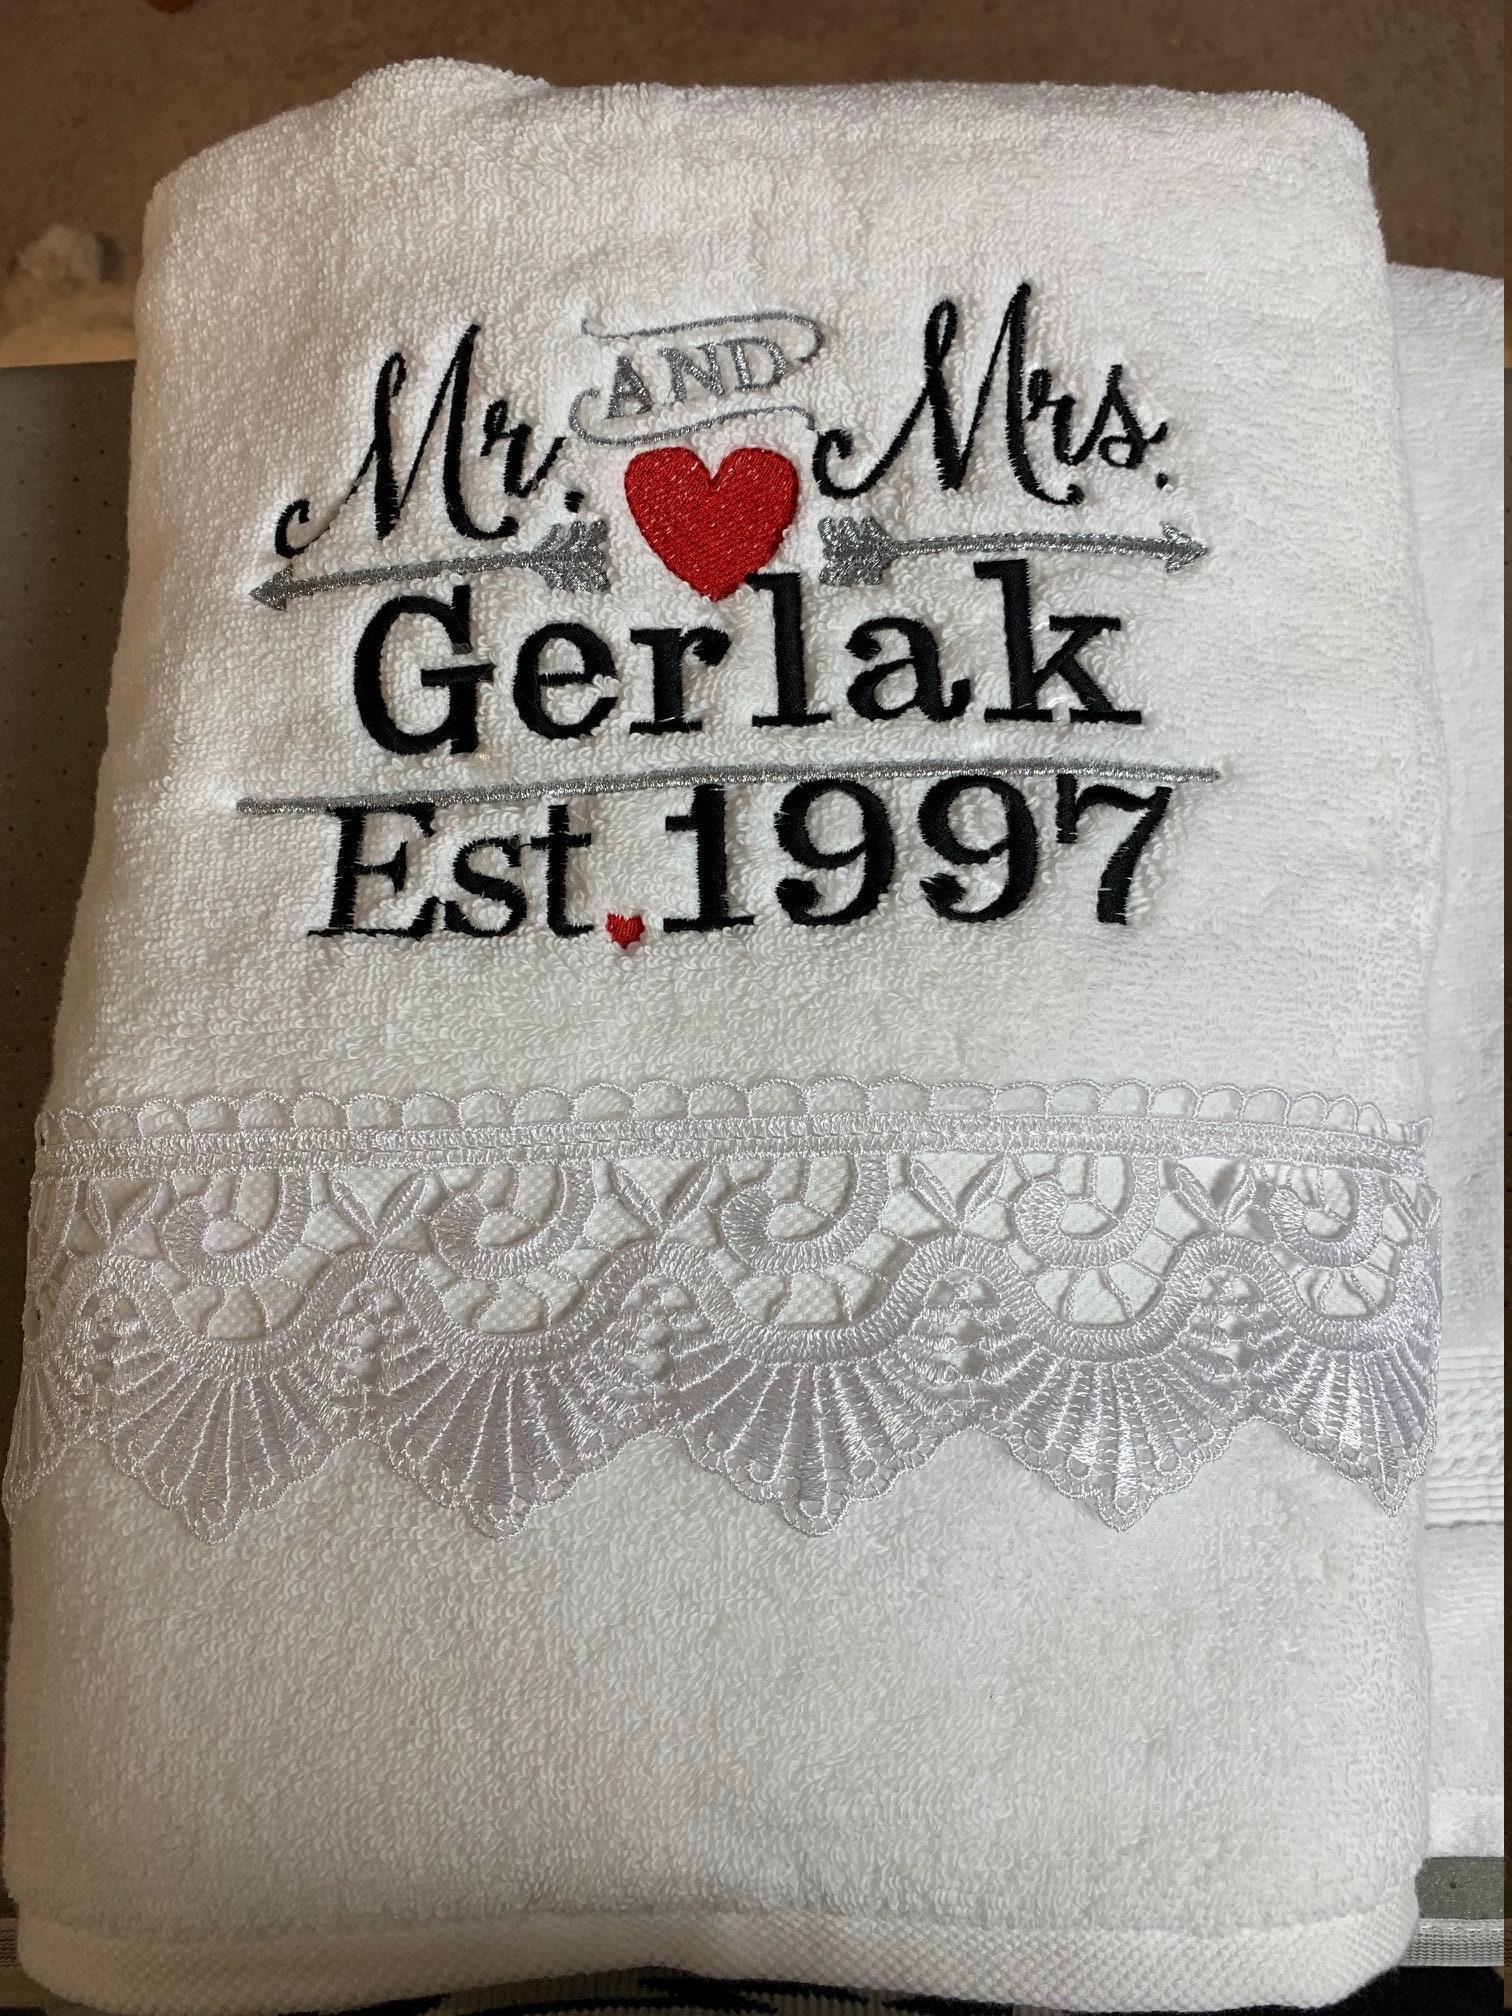 Mr. AND Mrs.
Gerlak
Est.1997